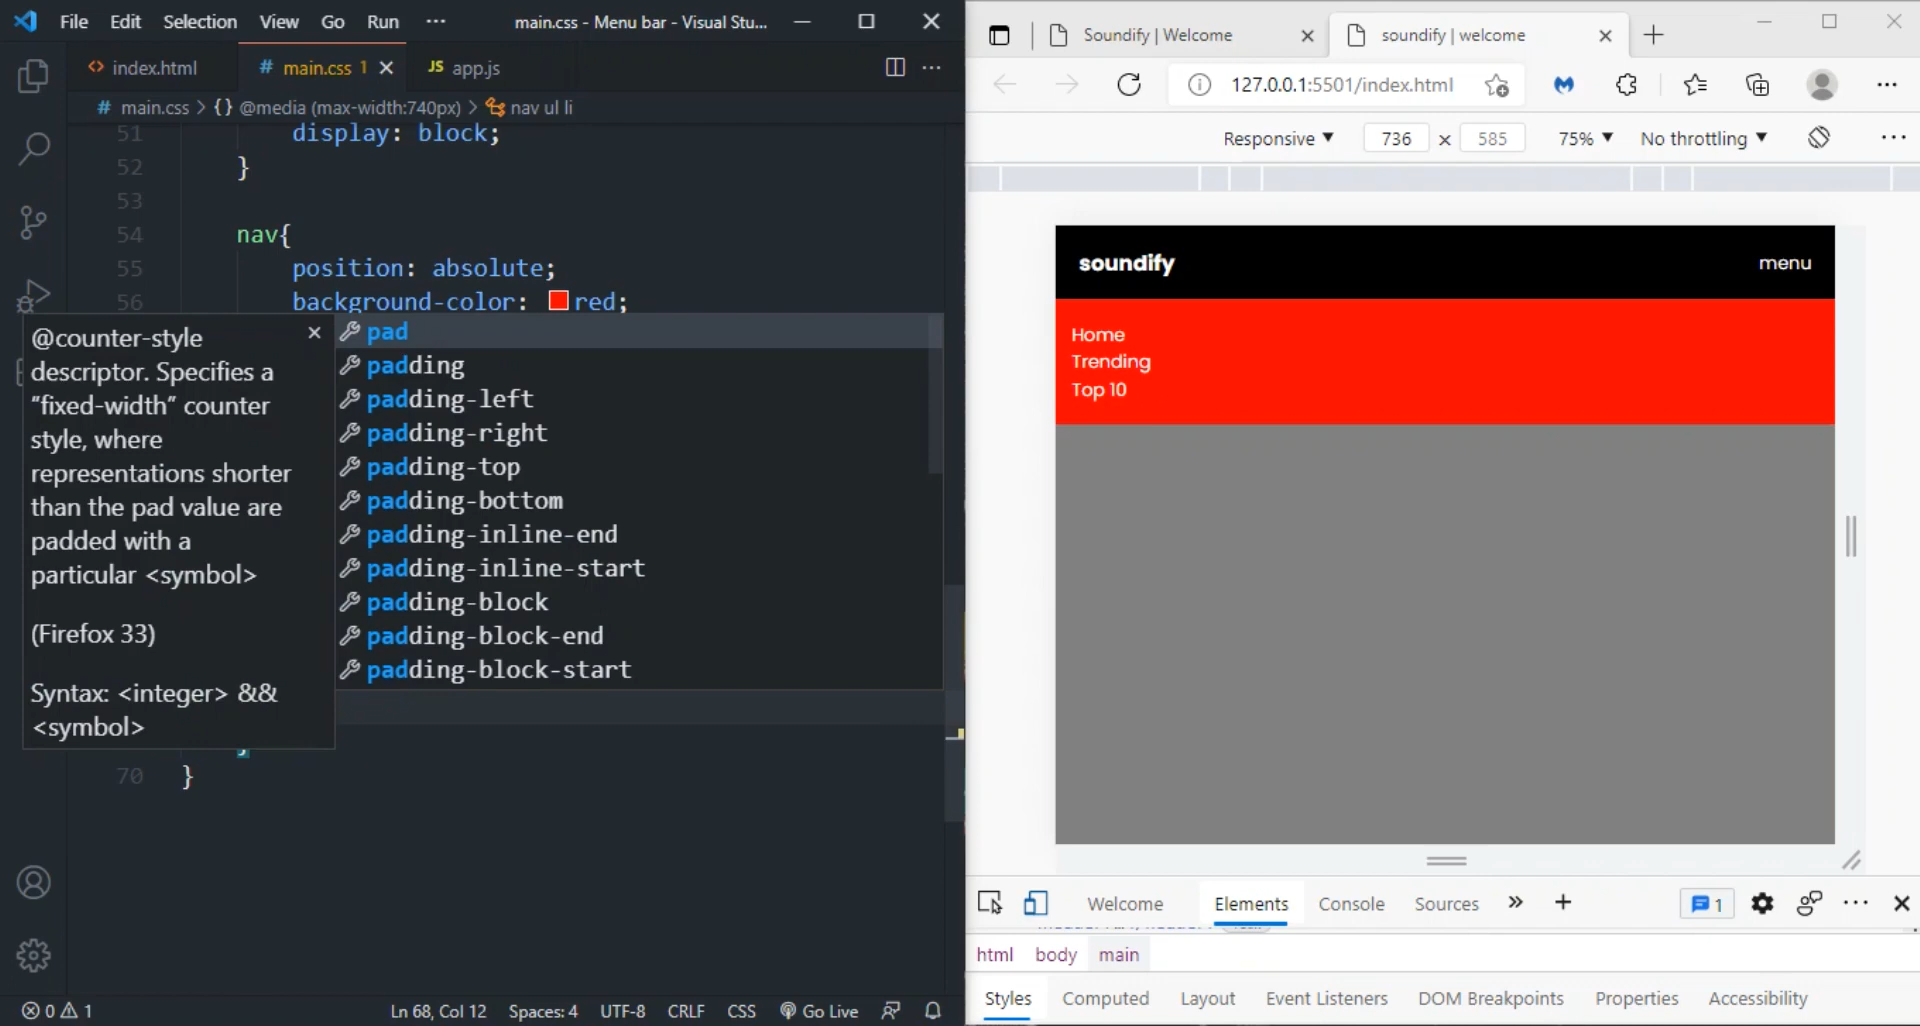 File Edit Selection View Go Run ··· main.css - Menu bar - Visual Stu...
index.html # main.css 1 JS app.js ···
# main.css > {} @media (max-width:740px) > nav ul li
51 display: block;
52 }
53
54 nav{
55 position: absolute;
56 background-color: red;
@counter-style
descriptor. Specifies a
"fixed-width" counter
style, where
representations shorter
than the pad value are
padded with a
particular <symbol>
(Firefox 33)
Syntax: <integer> &&
<symbol>
pad
padding
padding-left
padding-right
padding-top
padding-bottom
padding-inline-end
padding-inline-start
padding-block
padding-block-end
padding-block-start
}
70 }
0 1 Ln 68, Col 12 Spaces: 4 UTF-8 CRLF CSS Go Live
Soundify | Welcome soundify | welcome
127.0.0.1:5501/index.html ···
Responsive 736 x 585 75% No throttling ···
soundify menu
Home
Trending
Top 10
Welcome Elements Console Sources » + 1 ···
html body main
Styles Computed Layout Event Listeners DOM Breakpoints Properties Accessibility